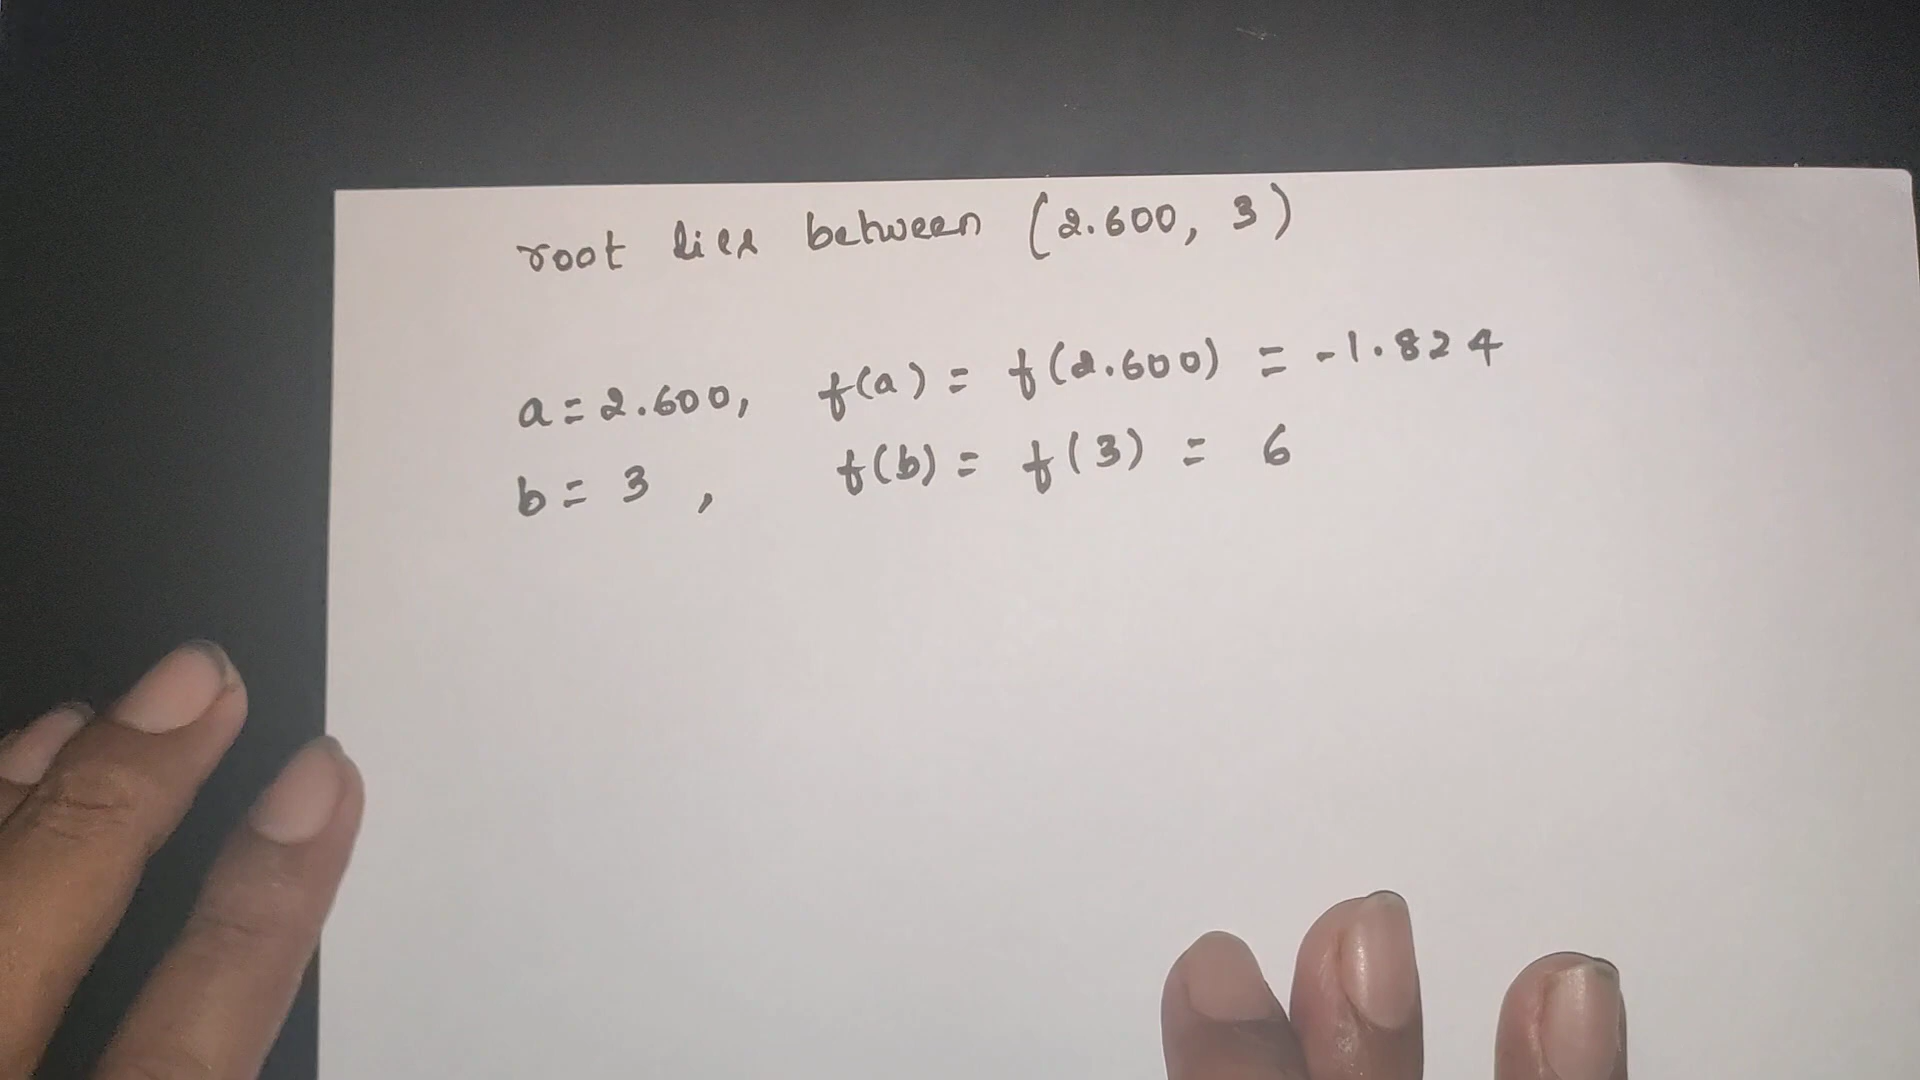 root lies between (2.600, 3)
a = 2.600, f(a) = f(2.600) = -1.824
b = 3 , f(b) = f(3) = 6